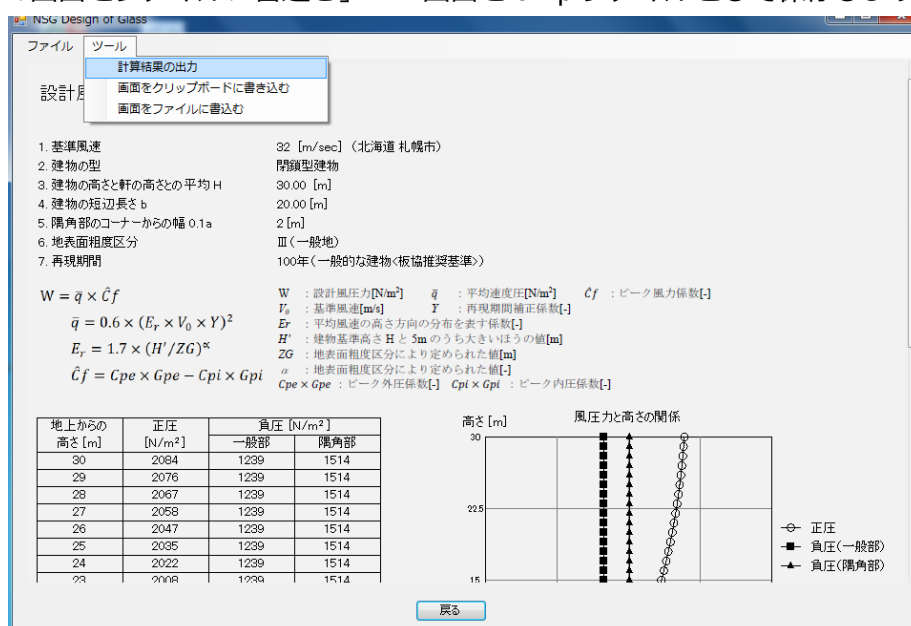 NSG Design of Glass
ファイル ツール
計算結果の出力
画面をクリップボードに書き込む
画面をファイルに書込む
設計
1. 基準風速 32 [m/sec] (北海道 札幌市)
2. 建物の型 閉鎖型建物
3. 建物の高さと軒の高さとの平均 H 30.00 [m]
4. 建物の短辺長さ b 20.00 [m]
5. 隅角部のコーナーからの幅 0.1a 2 [m]
6. 地表面粗度区分 Ⅲ(一般地)
7. 再現期間 100年(一般的な建物<板協推奨基準>)
W = q̄ × Ĉf
q̄ = 0.6 × (E_r × V_0 × Y)²
E_r = 1.7 × (H'/ZG)^∝
Ĉf = Cpe × Gpe − Cpi × Gpi
W :設計風圧力[N/m²] q̄ :平均速度圧[N/m²] Ĉf :ピーク風力係数[-]
V₀ :基準風速[m/s] Y :再現期間補正係数[-]
Er :平均風速の高さ方向の分布を表す係数[-]
H' :建物基準高さ H と 5m のうち大きいほうの値[m]
ZG :地表面粗度区分により定められた値[m]
α :地表面粗度区分により定められた値[-]
Cpe × Gpe :ピーク外圧係数[-] Cpi × Gpi :ピーク内圧係数[-]
地上からの高さ [m] 正圧 [N/m²] 負圧 [N/m²]
一般部 隅角部
30 2084 1239 1514
29 2076 1239 1514
28 2067 1239 1514
27 2058 1239 1514
26 2047 1239 1514
25 2035 1239 1514
24 2022 1239 1514
23 2008 1239 1514
高さ [m] 風圧力と高さの関係
30
22.5
15
正圧
負圧(一般部)
負圧(隅角部)
戻る